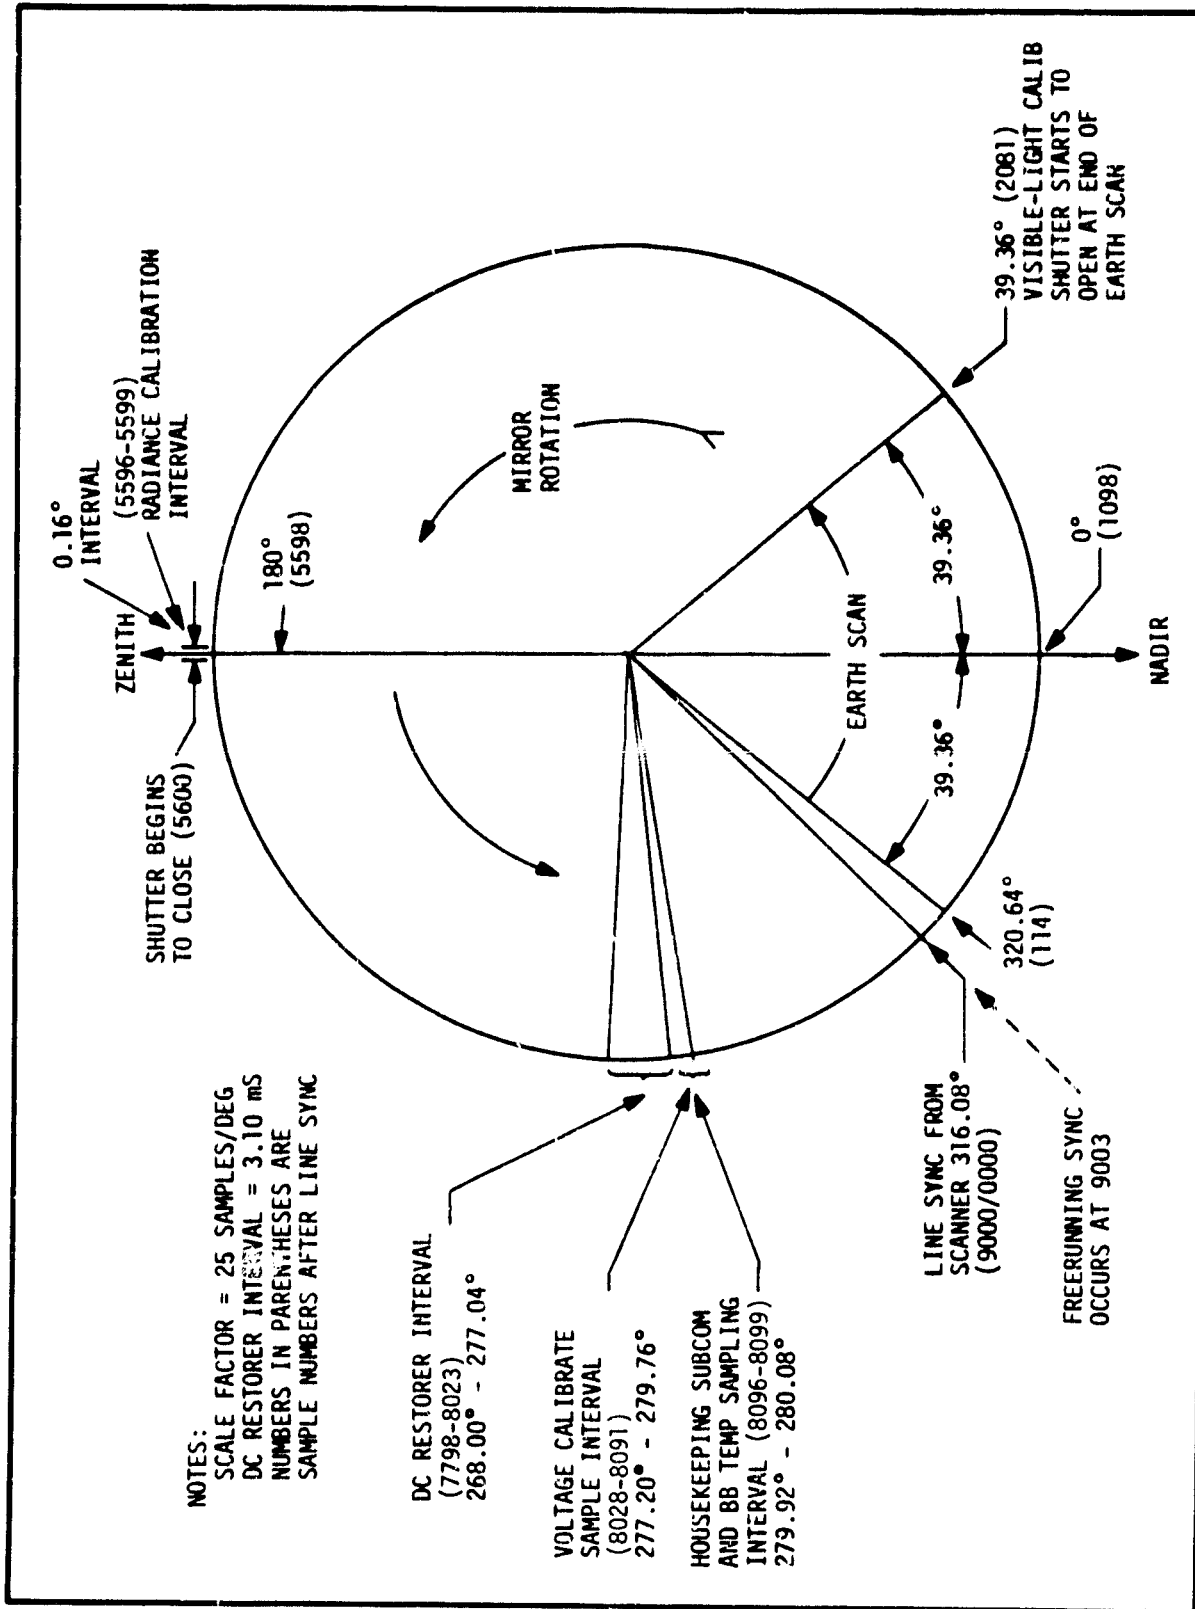 NOTES:
SCALE FACTOR = 25 SAMPLES/DEG
DC RESTORER INTERVAL = 3.10 mS
NUMBERS IN PARENTHESES ARE
SAMPLE NUMBERS AFTER LINE SYNC
SHUTTER BEGINS
TO CLOSE (5600)
ZENITH
0.16°
INTERVAL
(5596-5599)
RADIANCE CALIBRATION
INTERVAL
180°
(5598)
MIRROR
ROTATION
DC RESTORER INTERVAL
(7798-8023)
268.00° - 277.04°
VOLTAGE CALIBRATE
SAMPLE INTERVAL
(8028-8091)
277.20° - 279.76°
HOUSEKEEPING SUBCOM
AND BB TEMP SAMPLING
INTERVAL (8096-8099)
279.92° - 280.08°
EARTH SCAN
39.36°
39.36°
LINE SYNC FROM
SCANNER 316.08°
(9000/0000)
320.64°
(114)
0°
(1098)
39.36° (2081)
VISIBLE-LIGHT CALIB
SHUTTER STARTS TO
OPEN AT END OF
EARTH SCAN
FREERUNNING SYNC
OCCURS AT 9003
NADIR